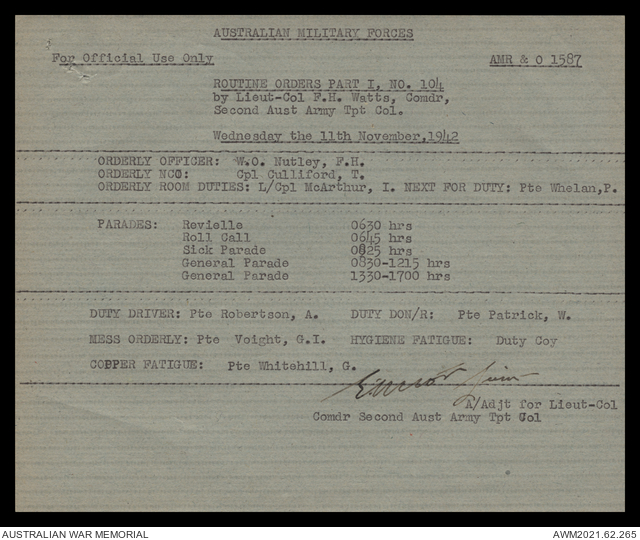 AUSTRALIAN MILITARY FORCES
For Official Use Only AMR & O 1587
ROUTINE ORDERS PART I, NO. 104
by Lieut-Col F.H. Watts, Comdr,
Second Aust Army Tpt Col.
Wednesday the 11th November,1942
ORDERLY OFFICER: W.O. Nutley, F.H.
ORDERLY NCO: Cpl Culliford, T.
ORDERLY ROOM DUTIES: L/Cpl McArthur, I. NEXT FOR DUTY: Pte Whelan,P.
PARADES: Revielle 0630 hrs
Roll Call 0645 hrs
Sick Parade 0825 hrs
General Parade 0830-1215 hrs
General Parade 1330-1700 hrs
DUTY DRIVER: Pte Robertson, A. DUTY DON/R: Pte Patrick, W.
MESS ORDERLY: Pte Voight, G.I. HYGIENE FATIGUE: Duty Coy
COPPER FATIGUE: Pte Whitehill, G.
A/Adjt for Lieut-Col
Comdr Second Aust Army Tpt Col
AUSTRALIAN WAR MEMORIAL AWM2021.62.265